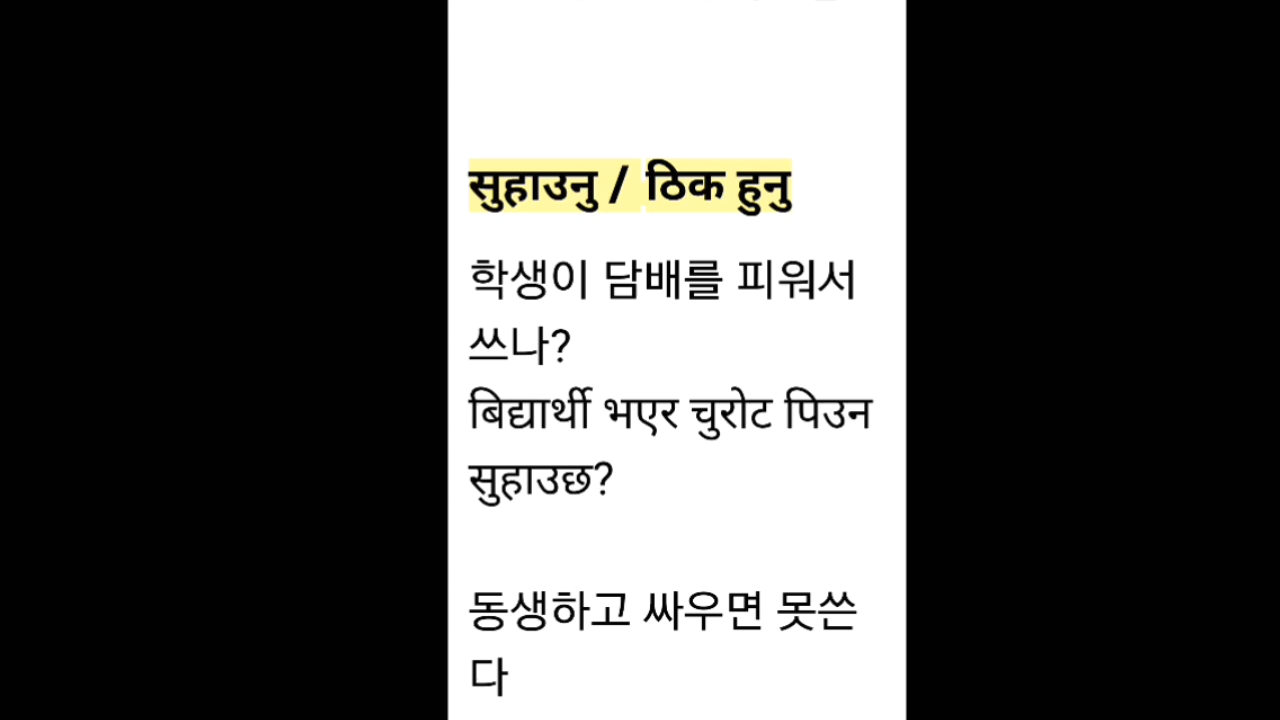 सुहाउनु / ठिक हुनु
학생이 담배를 피워서
쓰나?
बिद्यार्थी भएर चुरोट पिउन
सुहाउछ?
동생하고 싸우면 못쓴
다